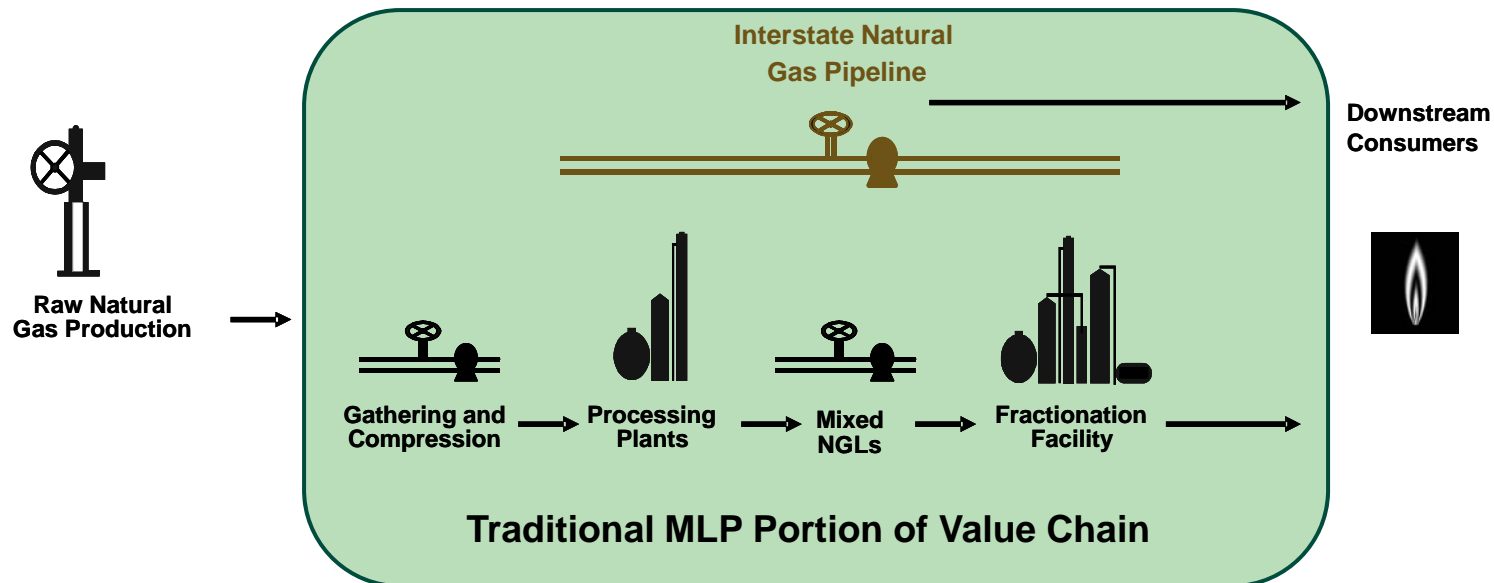 Interstate Natural
Gas Pipeline
Downstream
Consumers
Raw Natural
Gas Production
Gathering and
Compression
Processing
Plants
Mixed
NGLs
Fractionation
Facility
Traditional MLP Portion of Value Chain